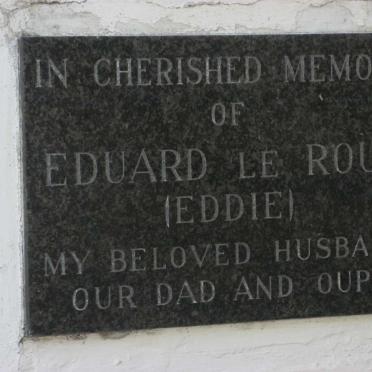 IN CHERISHED MEMO
OF
EDUARD LE ROU
(EDDIE)
MY BELOVED HUSBA
OUR DAD AND OUP